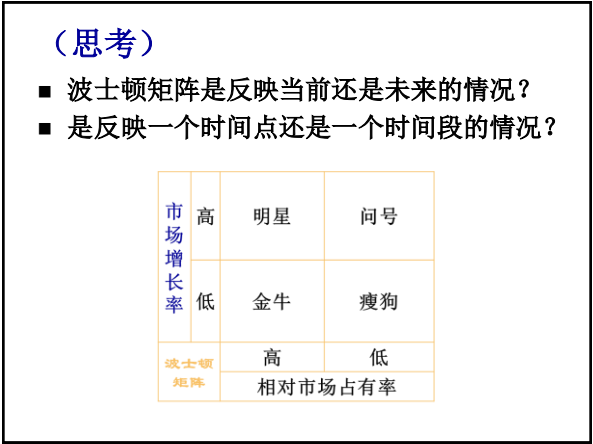 （思考）
波士顿矩阵是反映当前还是未来的情况？
是反映一个时间点还是一个时间段的情况？
市场增长率
高 明星 问号
低 金牛 瘦狗
波士顿矩阵
高 低
相对市场占有率